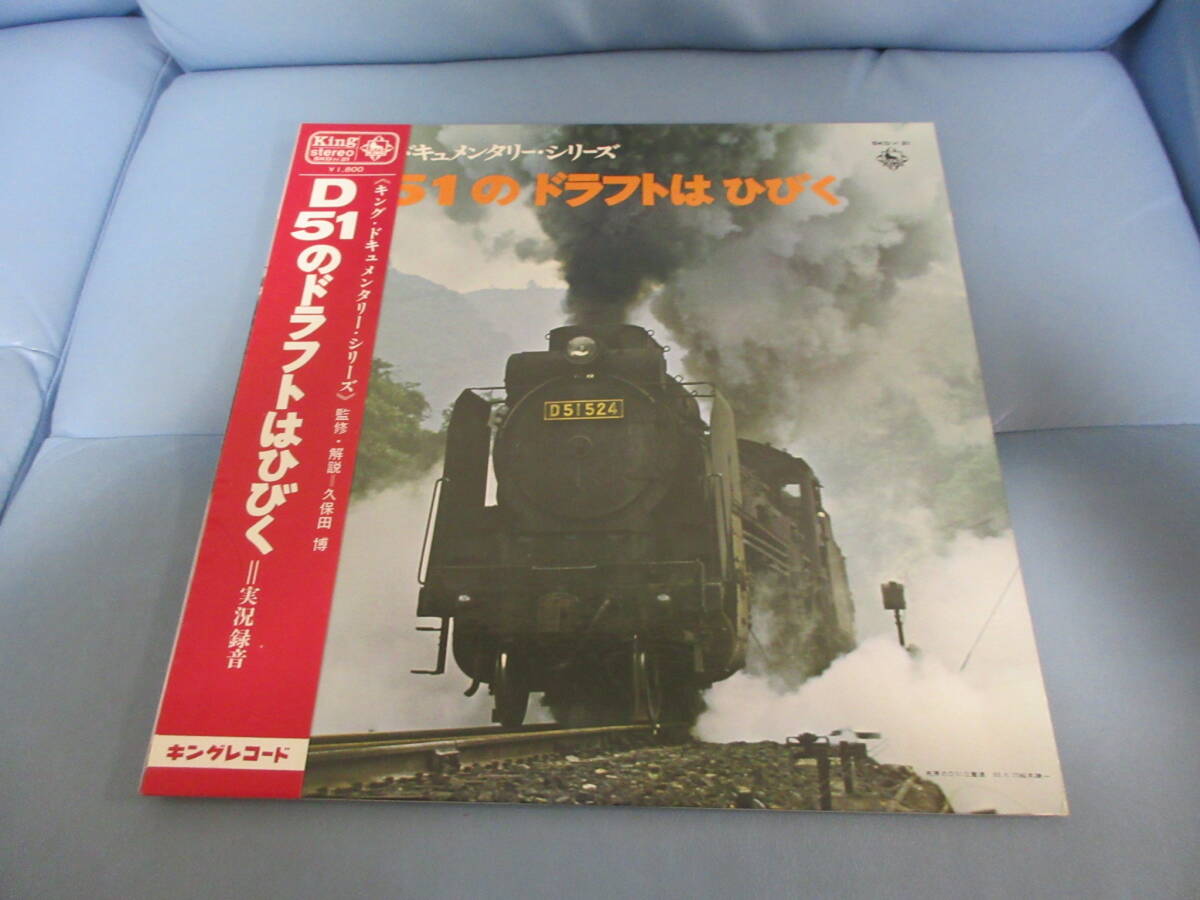 King
stereo
¥1,800
D
51のドラフトはひびく=実況録音
《キング・ドキュメンタリー・シリーズ》監修・解説=久保田 博
キングレコード
ドキュメンタリー・シリーズ
51の ドラフトは ひびく
D51524